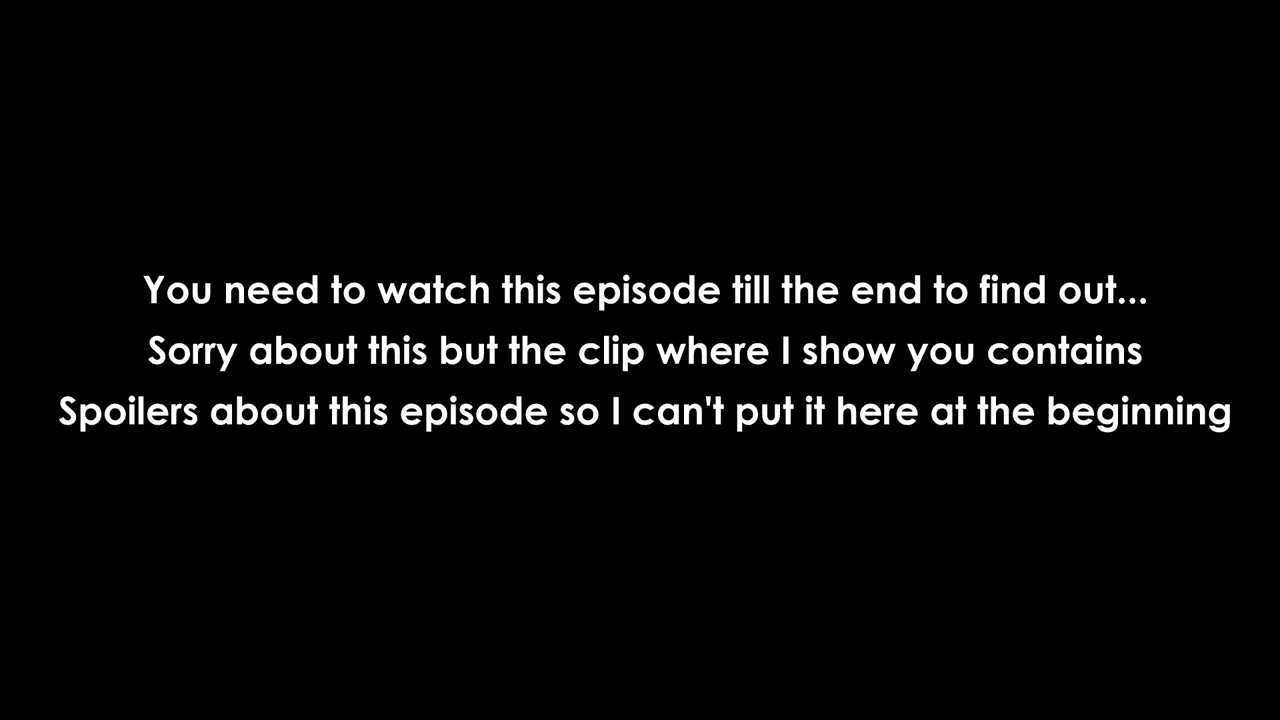 You need to watch this episode till the end to find out...
Sorry about this but the clip where I show you contains
Spoilers about this episode so I can't put it here at the beginning